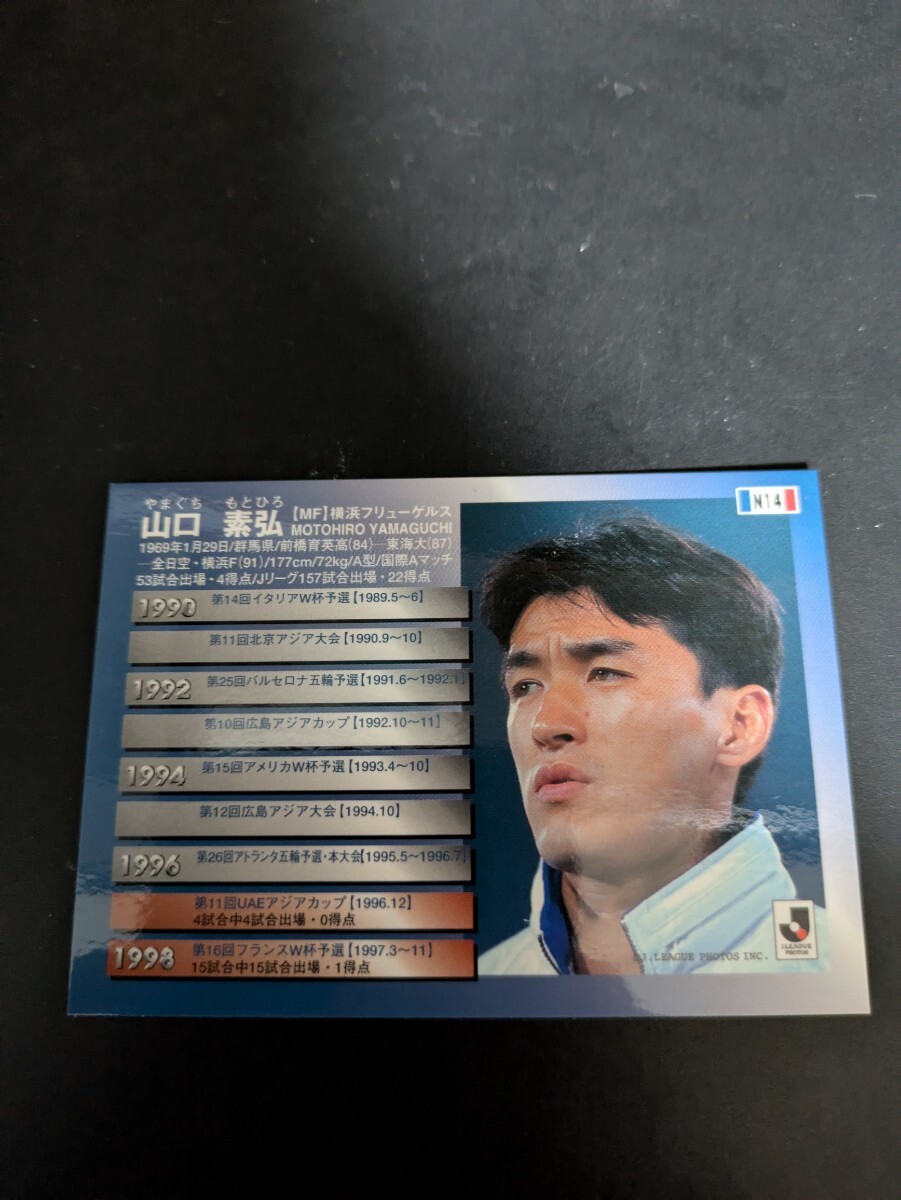 N14
やまぐち もとひろ
山口 素弘 【MF】横浜フリューゲルス
MOTOHIRO YAMAGUCHI
1969年1月29日/群馬県/前橋育英高(84)―東海大(87)
―全日空・横浜F(91)/177cm/72kg/A型/国際Aマッチ
53試合出場・4得点/Jリーグ157試合出場・22得点
1990 第14回イタリアW杯予選【1989.5〜6】
第11回北京アジア大会【1990.9〜10】
1992 第25回バルセロナ五輪予選【1991.6〜1992.1】
第10回広島アジアカップ【1992.10〜11】
1994 第15回アメリカW杯予選【1993.4〜10】
第12回広島アジア大会【1994.10】
1996 第26回アトランタ五輪予選・本大会【1995.5〜1996.7】
第11回UAEアジアカップ【1996.12】
4試合中4試合出場・0得点
1998 第16回フランスW杯予選【1997.3〜11】
15試合中15試合出場・1得点
J.LEAGUE
PHOTOS
©J.LEAGUE PHOTOS INC.